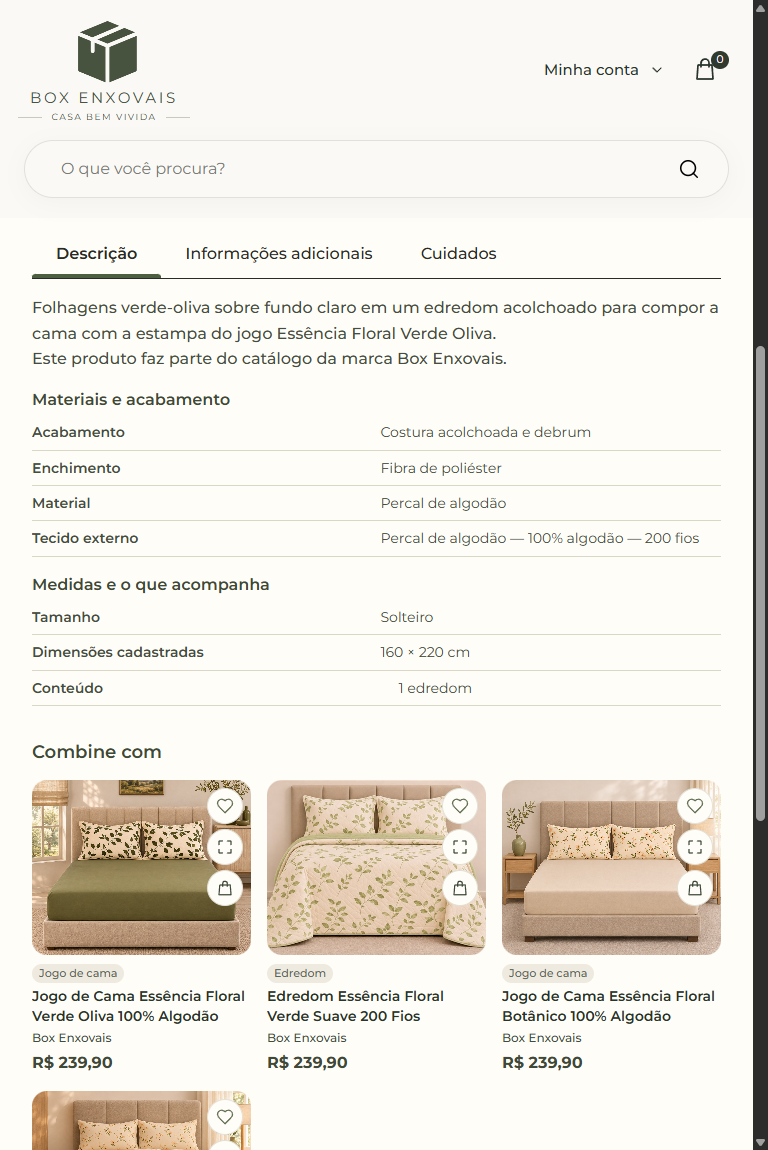 BOX ENXOVAIS
CASA BEM VIVIDA
Minha conta
0
O que você procura?
Descrição
Informações adicionais
Cuidados
Folhagens verde-oliva sobre fundo claro em um edredom acolchoado para compor a
cama com a estampa do jogo Essência Floral Verde Oliva.
Este produto faz parte do catálogo da marca Box Enxovais.
Materiais e acabamento
Acabamento Costura acolchoada e debrum
Enchimento Fibra de poliéster
Material Percal de algodão
Tecido externo Percal de algodão — 100% algodão — 200 fios
Medidas e o que acompanha
Tamanho Solteiro
Dimensões cadastradas 160 × 220 cm
Conteúdo 1 edredom
Combine com
Jogo de cama
Jogo de Cama Essência Floral
Verde Oliva 100% Algodão
Box Enxovais
R$ 239,90
Edredom
Edredom Essência Floral
Verde Suave 200 Fios
Box Enxovais
R$ 239,90
Jogo de cama
Jogo de Cama Essência Floral
Botânico 100% Algodão
Box Enxovais
R$ 239,90